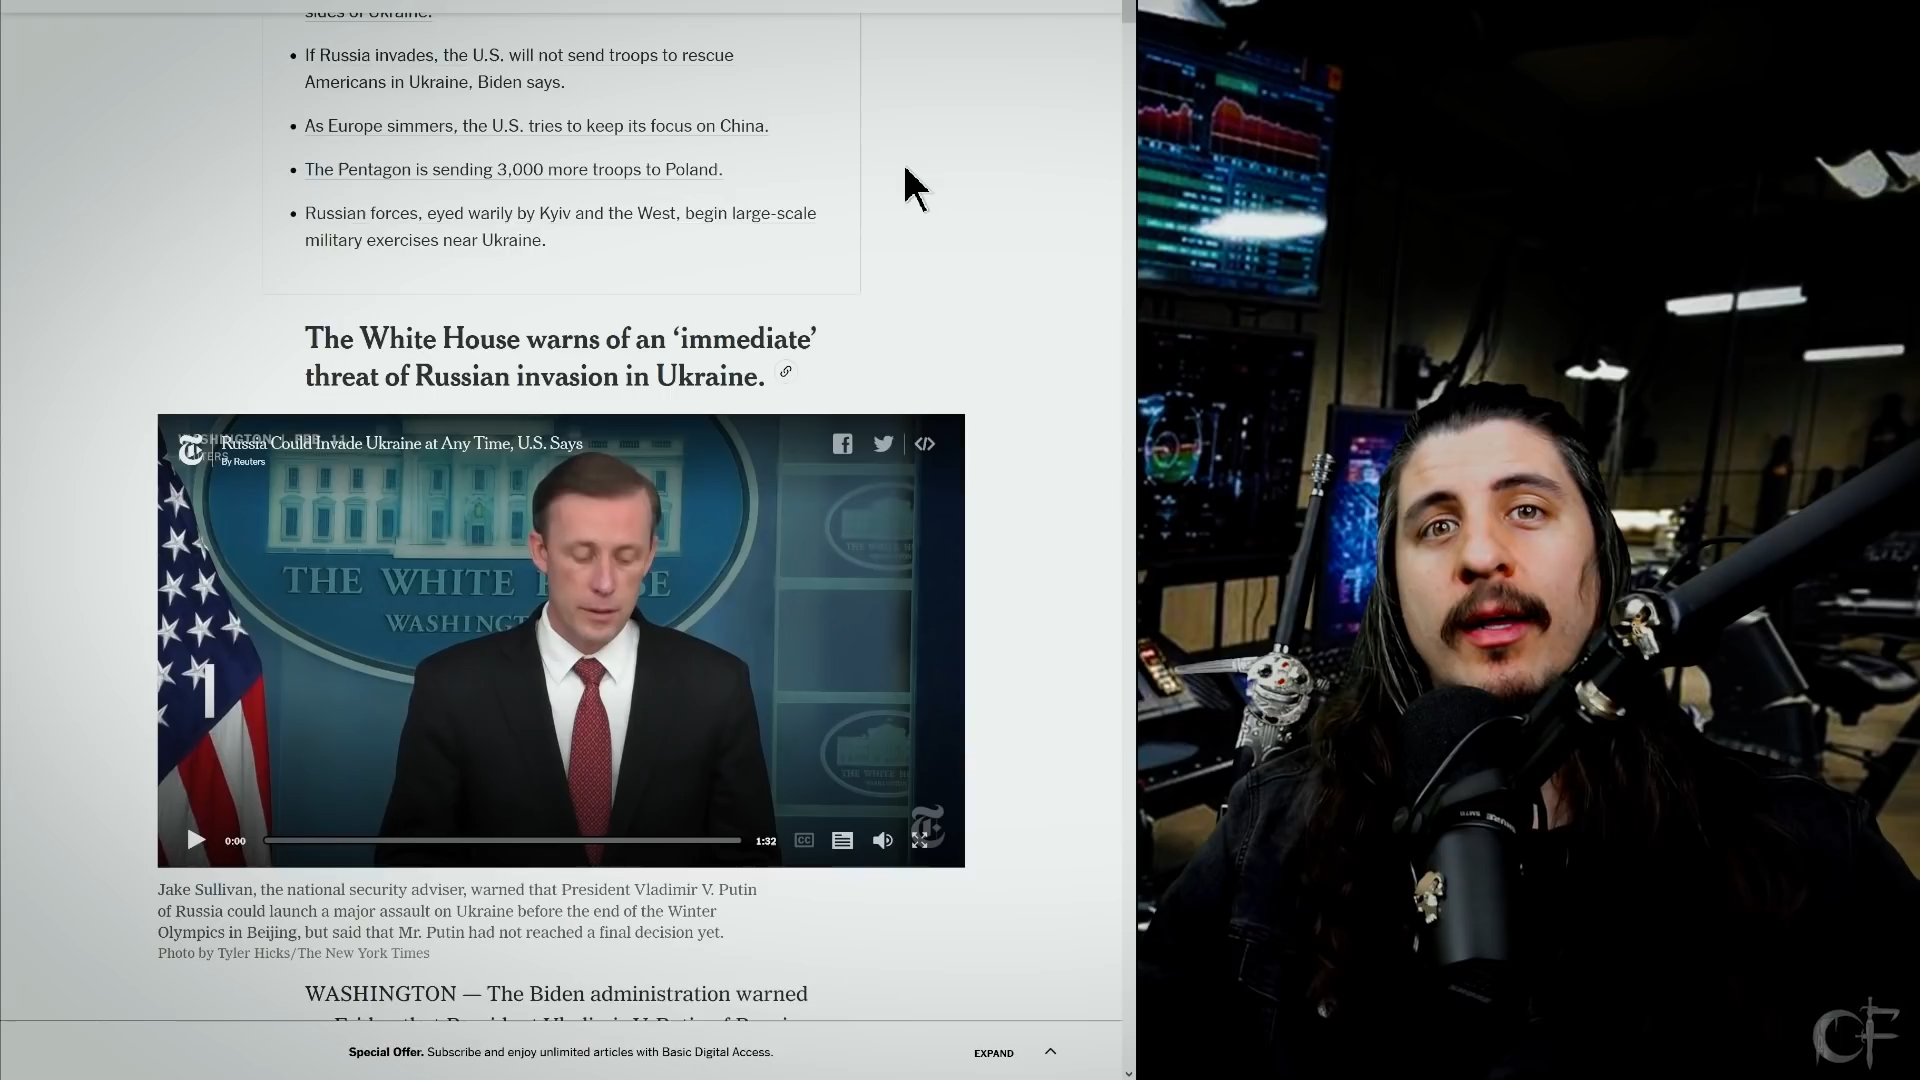 sides of Ukraine.
If Russia invades, the U.S. will not send troops to rescue
Americans in Ukraine, Biden says.
As Europe simmers, the U.S. tries to keep its focus on China.
The Pentagon is sending 3,000 more troops to Poland.
Russian forces, eyed warily by Kyiv and the West, begin large-scale
military exercises near Ukraine.
The White House warns of an ‘immediate’
threat of Russian invasion in Ukraine.
Russia Could Invade Ukraine at Any Time, U.S. Says
By Reuters
THE WHITE
WASHINGT
0:00
1:32
CC
Jake Sullivan, the national security adviser, warned that President Vladimir V. Putin
of Russia could launch a major assault on Ukraine before the end of the Winter
Olympics in Beijing, but said that Mr. Putin had not reached a final decision yet.
Photo by Tyler Hicks/The New York Times
WASHINGTON — The Biden administration warned
Special Offer. Subscribe and enjoy unlimited articles with Basic Digital Access.
EXPAND
CF